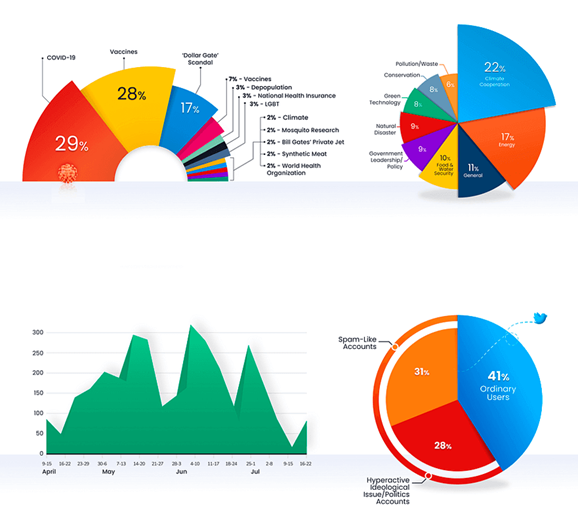 COVID-19
29%
Vaccines
28%
'Dollar Gate'
Scandal
17%
7% - Vaccines
3% - Depopulation
3% - National Health Insurance
3% - LGBT
2% - Climate
2% - Mosquito Research
2% - Bill Gates' Private Jet
2% - Synthetic Meat
2% - World Health
Organization
22%
Climate
Cooperation
17%
Energy
11%
General
10%
Food &
Water
Security
9%
Government
Leadership/
Policy
9%
Natural
Disaster
8%
Green
Technology
8%
Conservation
6%
Pollution/Waste
300
250
200
150
100
50
0
9-15 16-22 23-29 30-6 7-13 14-20 21-27 28-3 4-10 11-17 18-24 25-1 2-8 9-15 16-22
April May Jun Jul
Spam-Like
Accounts
31%
41%
Ordinary
Users
28%
Hyperactive
Ideological
Issue/Politics
Accounts